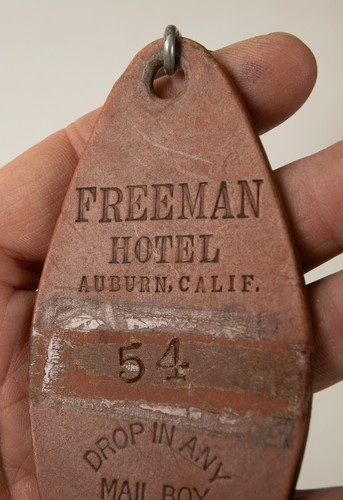 FREEMAN
HOTEL
AUBURN, CALIF.
54
DROP IN ANY
MAIL BOX